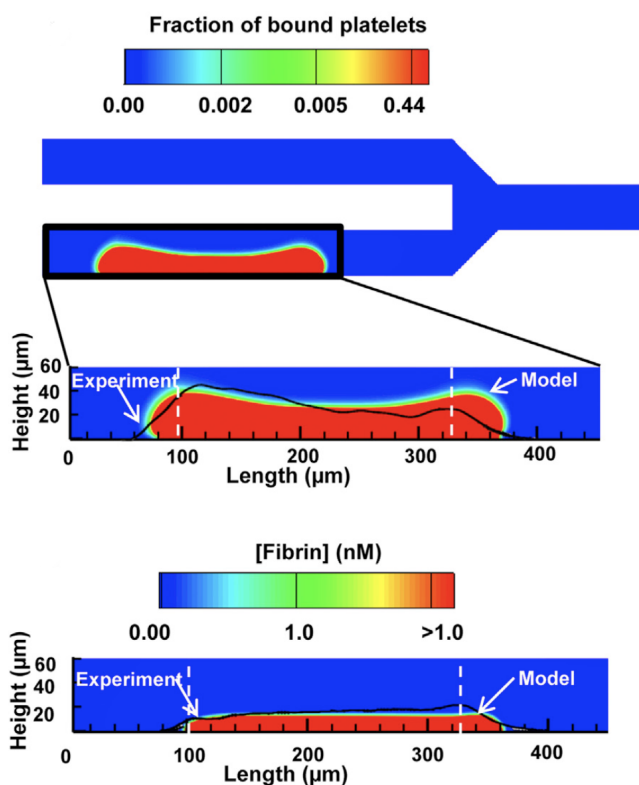 Fraction of bound platelets
0.00 0.002 0.005 0.44
60
40
20
Height (µm)
Experiment
Model
0 100 200 300 400
Length (µm)
[Fibrin] (nM)
0.00 1.0 >1.0
60
40
20
Height (µm)
Experiment
Model
0 100 200 300 400
Length (µm)